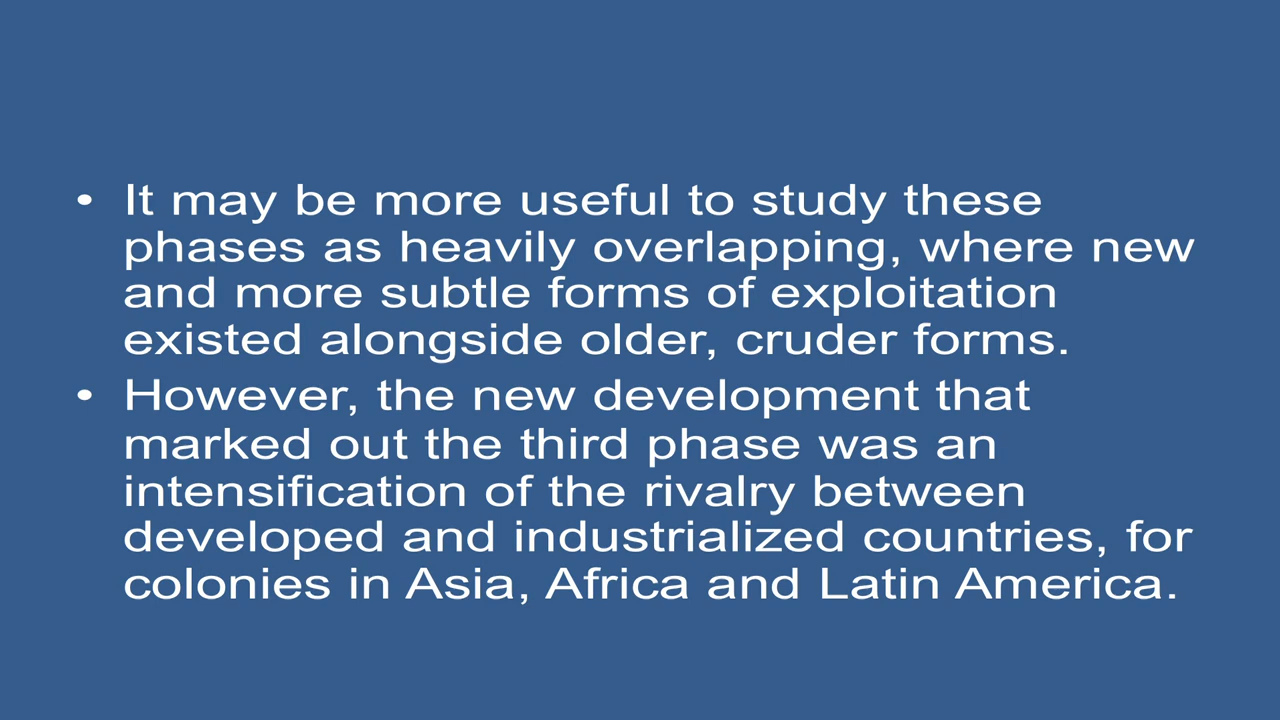 • It may be more useful to study these
phases as heavily overlapping, where new
and more subtle forms of exploitation
existed alongside older, cruder forms.
• However, the new development that
marked out the third phase was an
intensification of the rivalry between
developed and industrialized countries, for
colonies in Asia, Africa and Latin America.